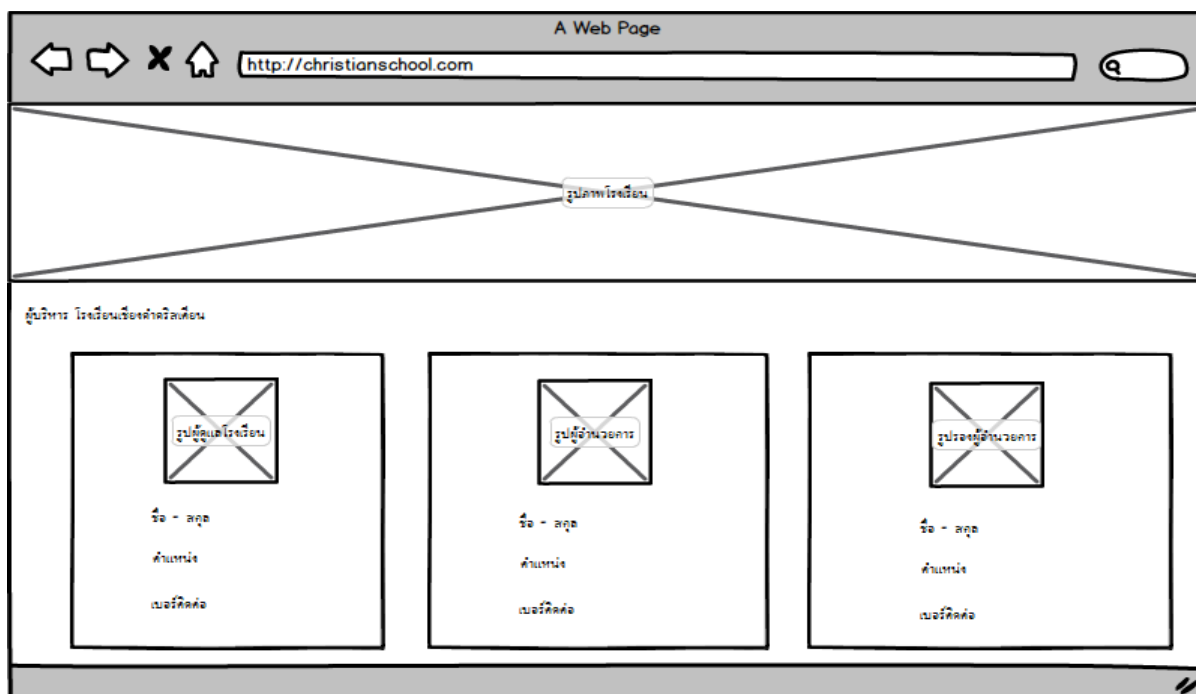 A Web Page
http://christianschool.com
รูปภาพโรงเรียน
ผู้บริหาร โรงเรียนเชียงคำคริสเตียน
รูปผู้ดูแลโรงเรียน
รูปผู้อำนวยการ
รูปรองผู้อำนวยการ
ชื่อ - สกุล
ชื่อ - สกุล
ชื่อ - สกุล
ตำแหน่ง
ตำแหน่ง
ตำแหน่ง
เบอร์ติดต่อ
เบอร์ติดต่อ
เบอร์ติดต่อ